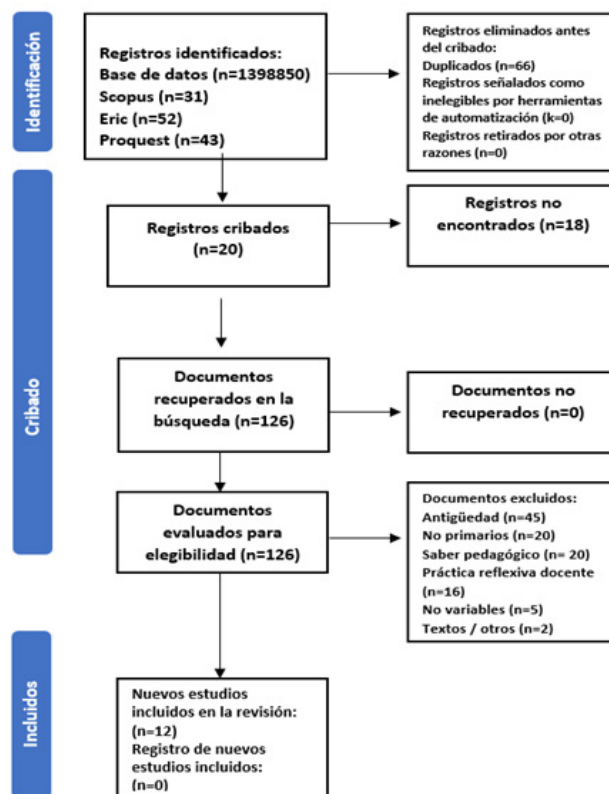 Identificación
Registros identificados:
Base de datos (n=1398850)
Scopus (n=31)
Eric (n=52)
Proquest (n=43)
Registros eliminados antes
del cribado:
Duplicados (n=66)
Registros señalados como
inelegibles por herramientas
de automatización (k=0)
Registros retirados por otras
razones (n=0)
Cribado
Registros cribados
(n=20)
Registros no
encontrados (n=18)
Documentos
recuperados en la
búsqueda (n=126)
Documentos no
recuperados (n=0)
Documentos
evaluados para
elegibilidad (n=126)
Documentos excluidos:
Antigüedad (n=45)
No primarios (n=20)
Saber pedagógico (n= 20)
Práctica reflexiva docente
(n=16)
No variables (n=5)
Textos / otros (n=2)
Incluidos
Nuevos estudios
incluidos en la revisión:
(n=12)
Registro de nuevos
estudios incluidos:
(n=0)